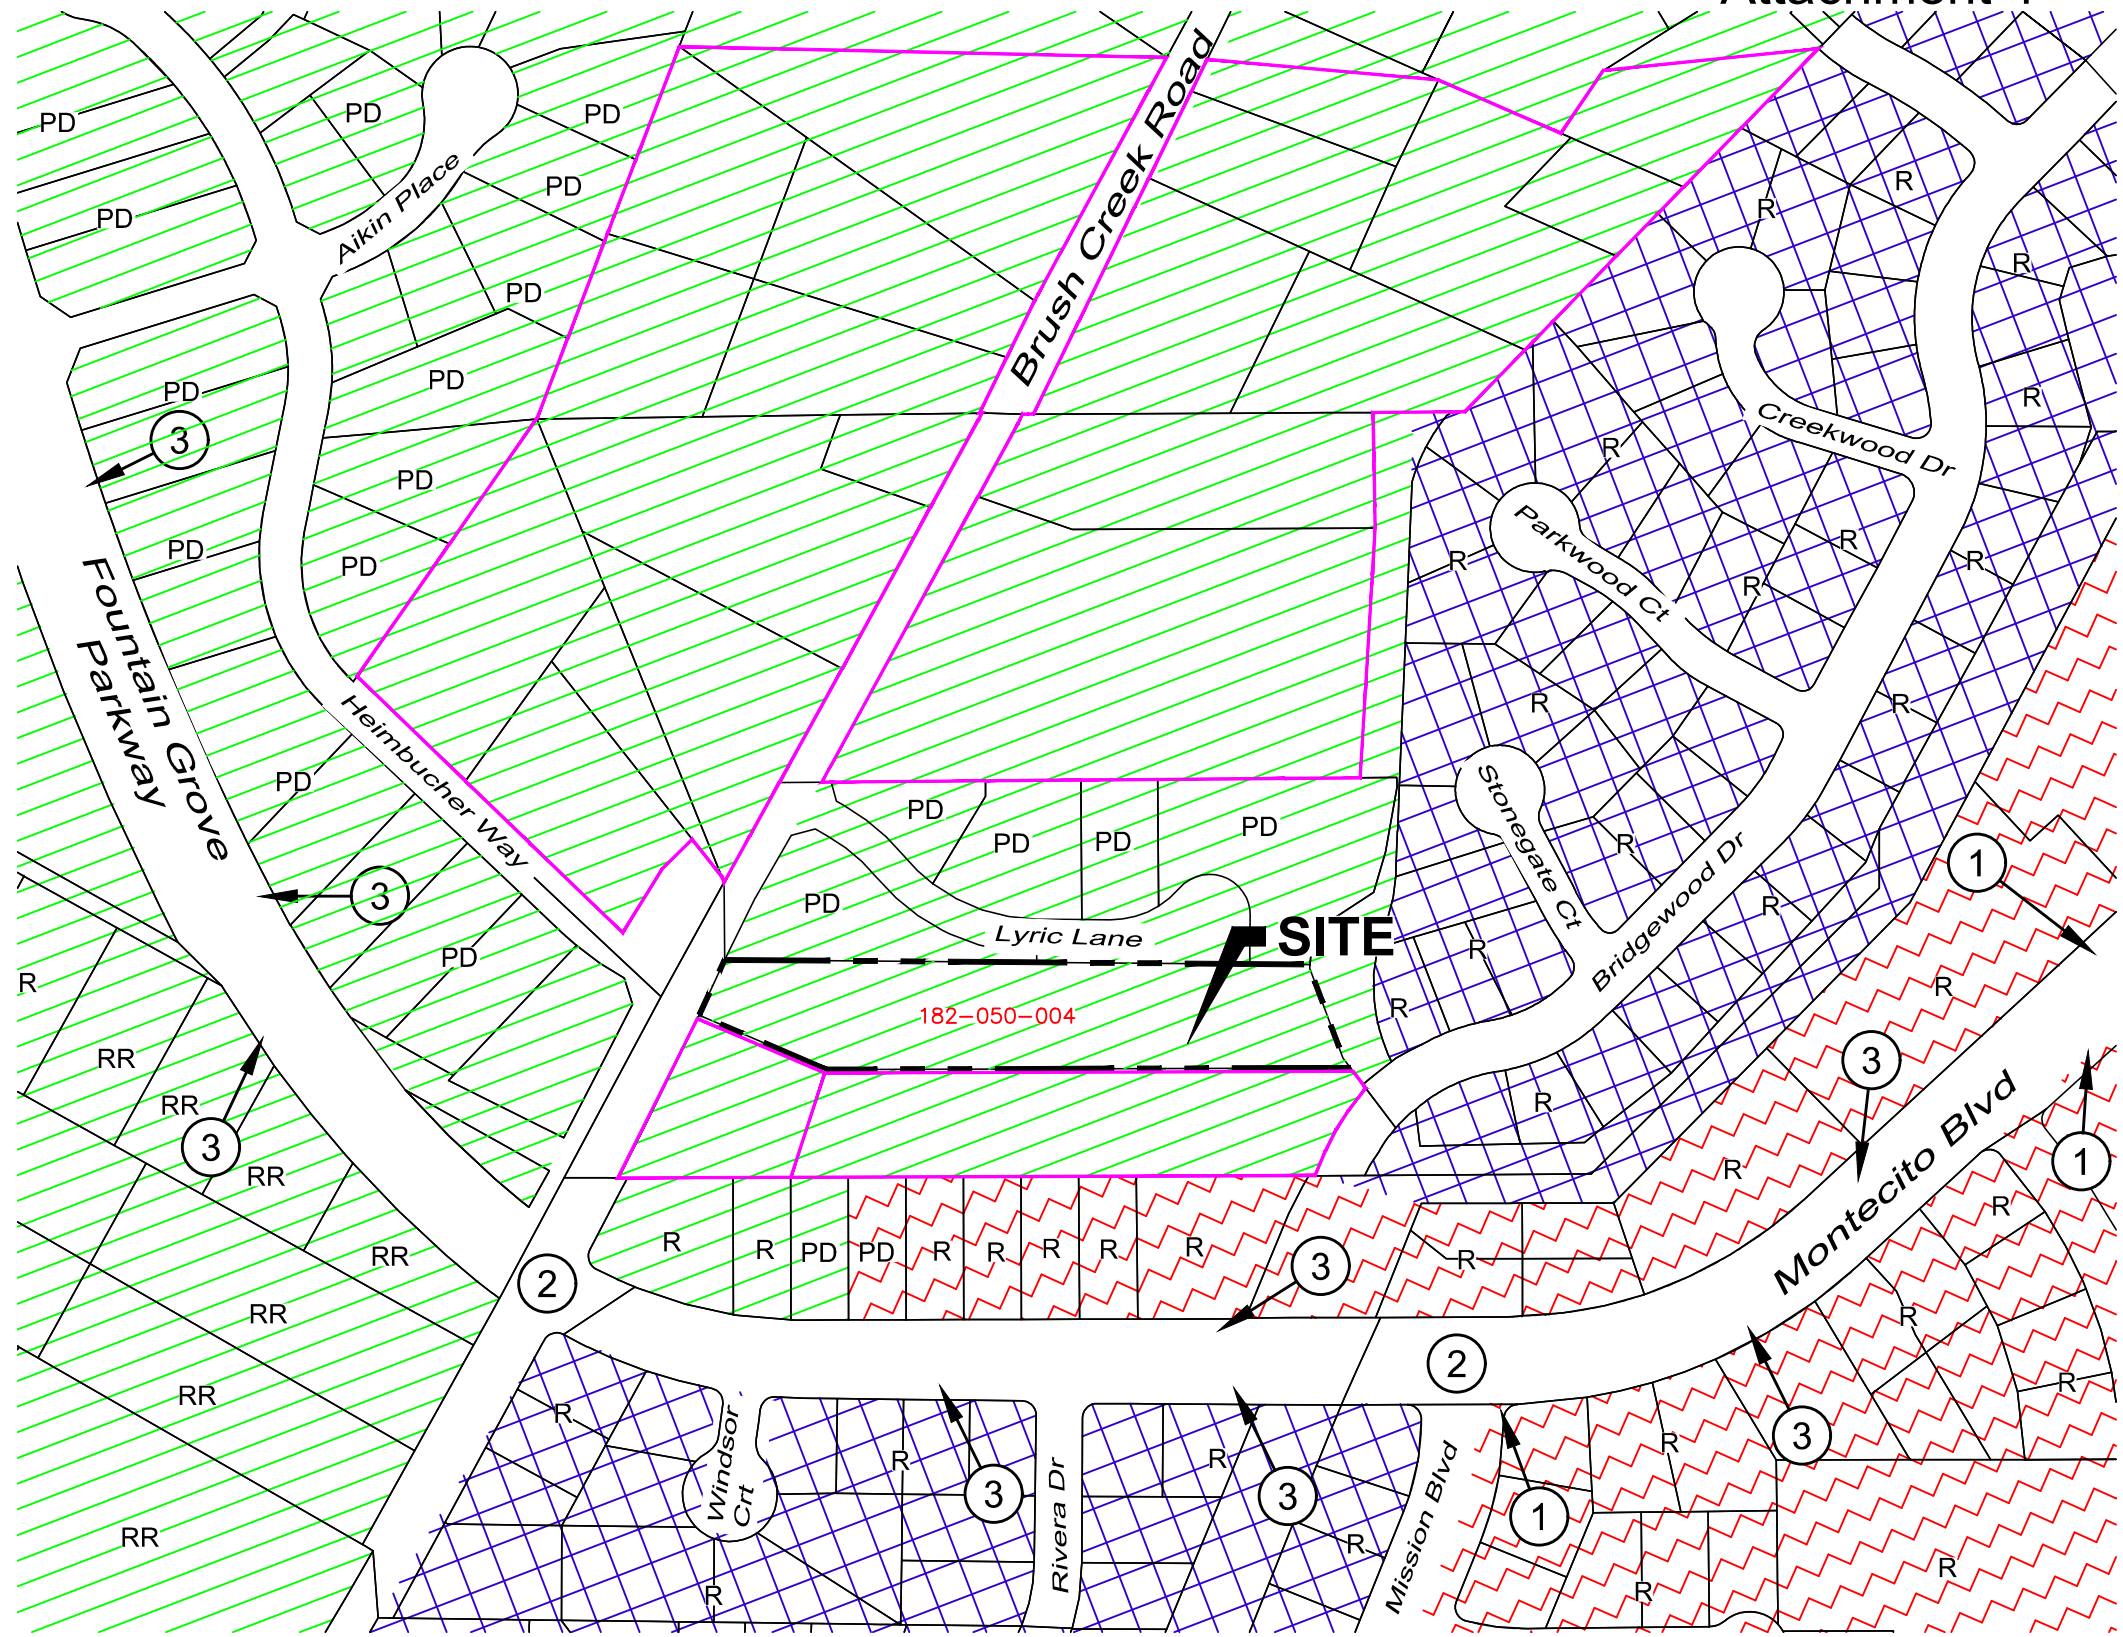 Attachment 1
PD
PD
PD
PD
PD
Aikin Place
PD
PD
PD
PD
PD
PD
PD
3
Brush Creek Road
R
R
R
R
Creekwood Dr
R
Parkwood Ct
R
R
R
R
R
R
Fountain Grove
Parkway
Heimbucher Way
PD
3
PD
PD
PD
PD
PD
PD
Lyric Lane
SITE
182-050-004
Stonegate Ct
R
R
R
R
Bridgewood Dr
R
1
R
3
1
R
R
RR
RR
3
RR
RR
RR
RR
RR
2
R
R
PD
PD
R
R
R
R
R
3
R
R
Montecito Blvd
R
R
R
2
3
R
Windsor
Crt
R
3
R
Rivera Dr
R
3
R
Mission Blvd
1
R
R
R